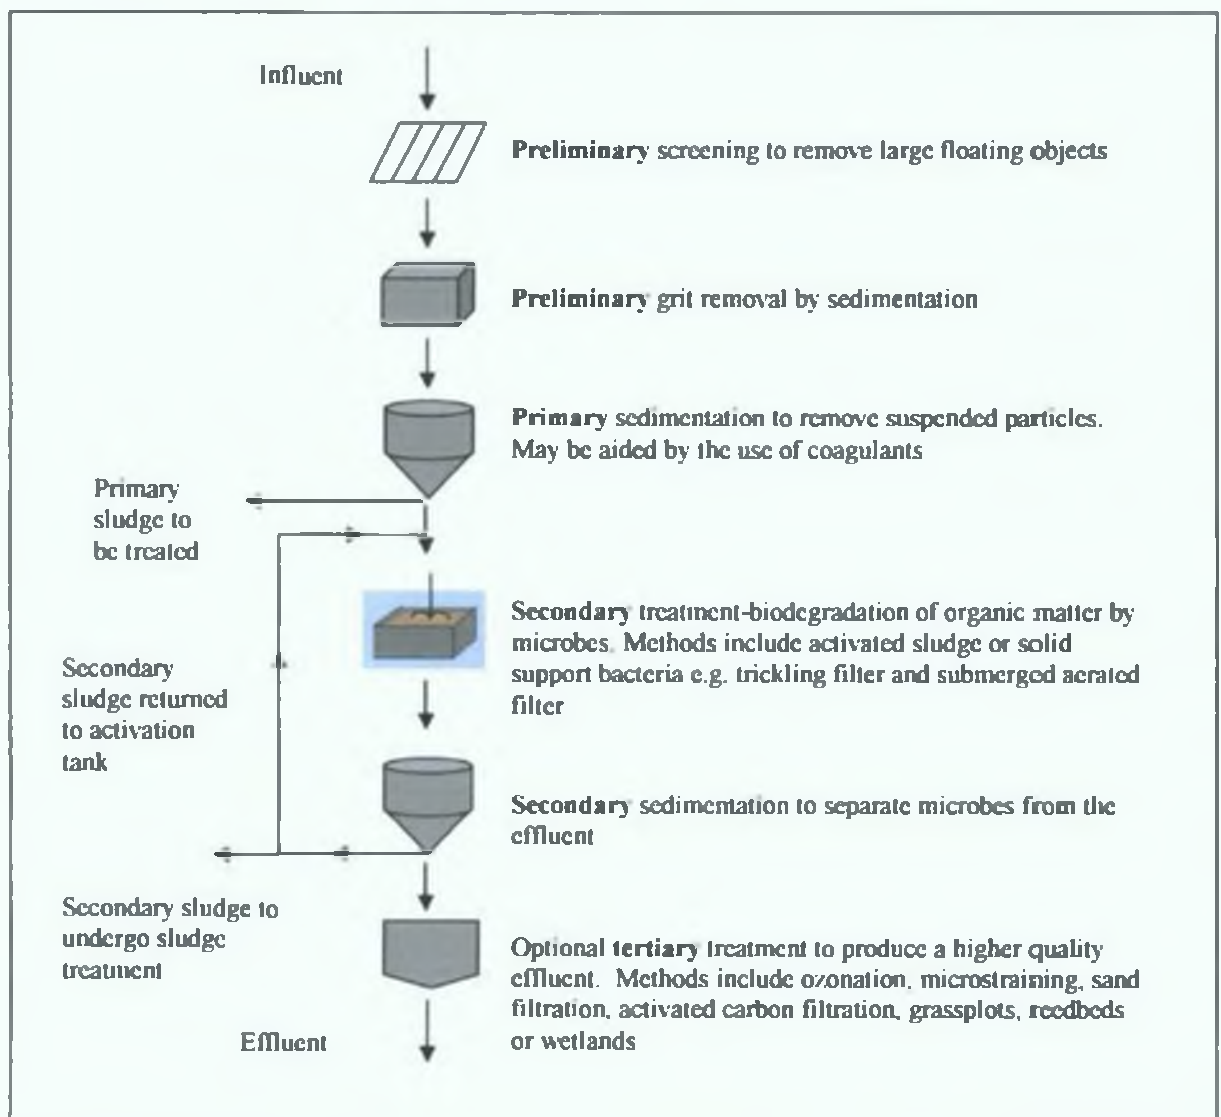 Influent
Preliminary screening to remove large floating objects
Preliminary grit removal by sedimentation
Primary sedimentation to remove suspended particles.
May be aided by the use of coagulants
Primary
sludge to
be treated
Secondary treatment-biodegradation of organic matter by
microbes. Methods include activated sludge or solid
support bacteria e.g. trickling filter and submerged aerated
filter
Secondary
sludge returned
to activation
tank
Secondary sedimentation to separate microbes from the
effluent
Secondary sludge to
undergo sludge
treatment
Optional tertiary treatment to produce a higher quality
effluent. Methods include ozonation, microstraining, sand
filtration, activated carbon filtration, grassplots, reedbeds
or wetlands
Effluent